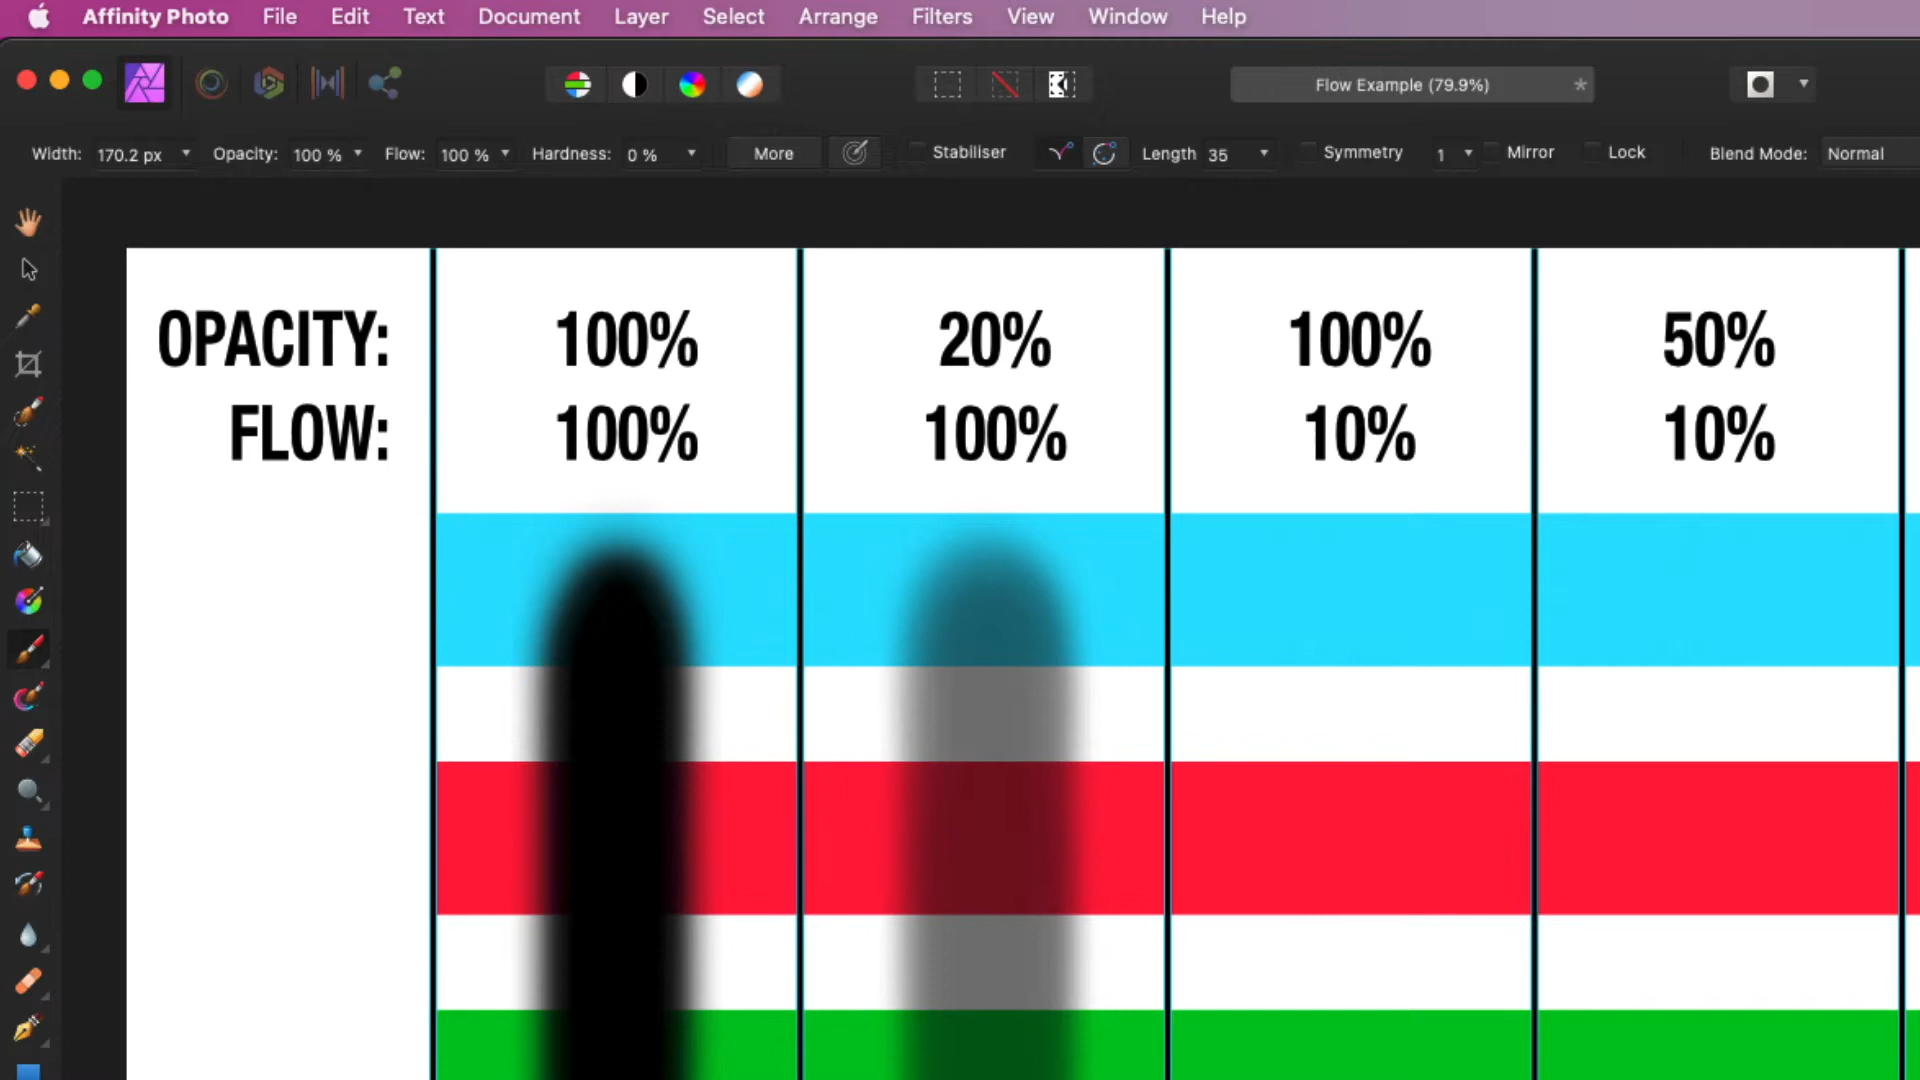 Affinity Photo File Edit Text Document Layer Select Arrange Filters View Window Help
Flow Example (79.9%) *
Width: 170.2 px Opacity: 100 % Flow: 100 % Hardness: 0 % More Stabiliser Length 35 Symmetry 1 Mirror Lock Blend Mode: Normal
OPACITY: 100% 20% 100% 50%
FLOW: 100% 100% 10% 10%